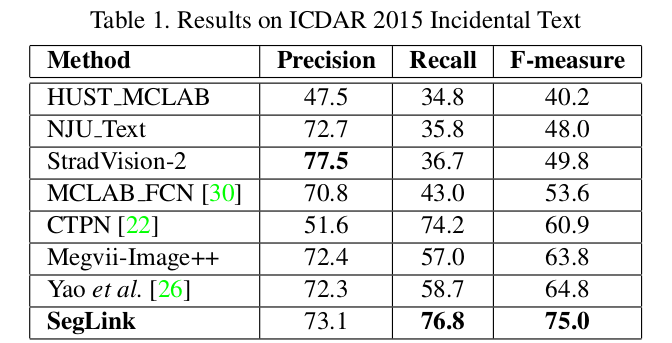 Table 1. Results on ICDAR 2015 Incidental Text
Method Precision Recall F-measure
HUST_MCLAB 47.5 34.8 40.2
NJU_Text 72.7 35.8 48.0
StradVision-2 77.5 36.7 49.8
MCLAB_FCN [30] 70.8 43.0 53.6
CTPN [22] 51.6 74.2 60.9
Megvii-Image++ 72.4 57.0 63.8
Yao et al. [26] 72.3 58.7 64.8
SegLink 73.1 76.8 75.0